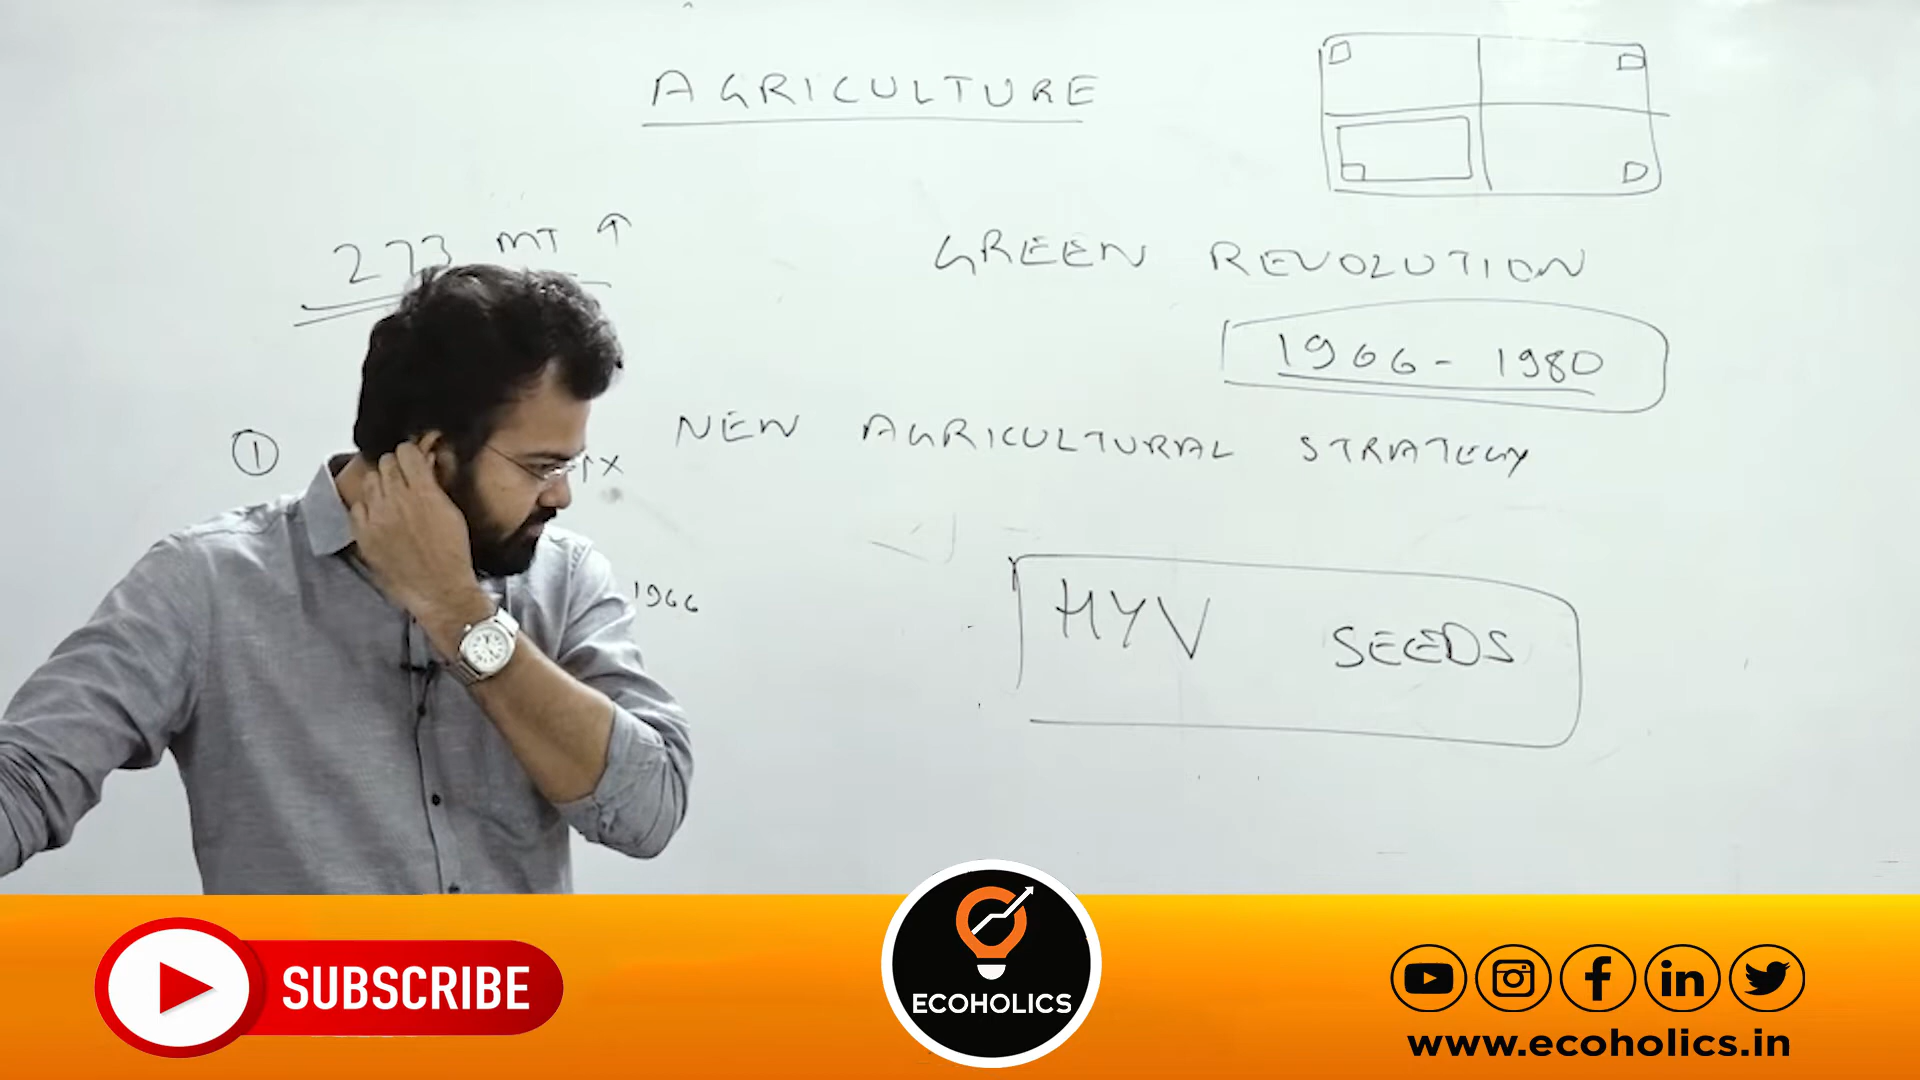 AGRICULTURE
273 MT ↑
GREEN REVOLUTION
1966 - 1980
NEW AGRICULTURAL STRATEGY
①
1966
HYV SEEDS
SUBSCRIBE
ECOHOLICS
www.ecoholics.in